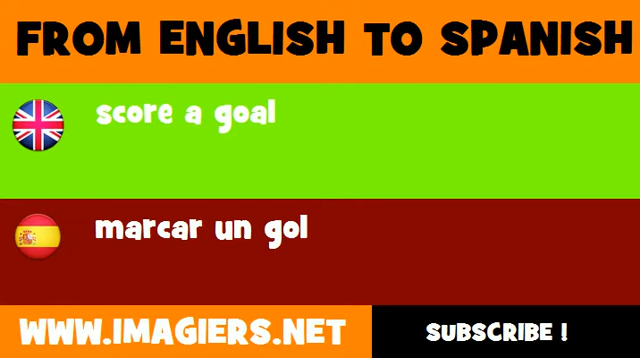 FROM ENGLISH TO SPANISH
score a goal
marcar un gol
WWW.IMAGIERS.NET
SUBSCRIBE !